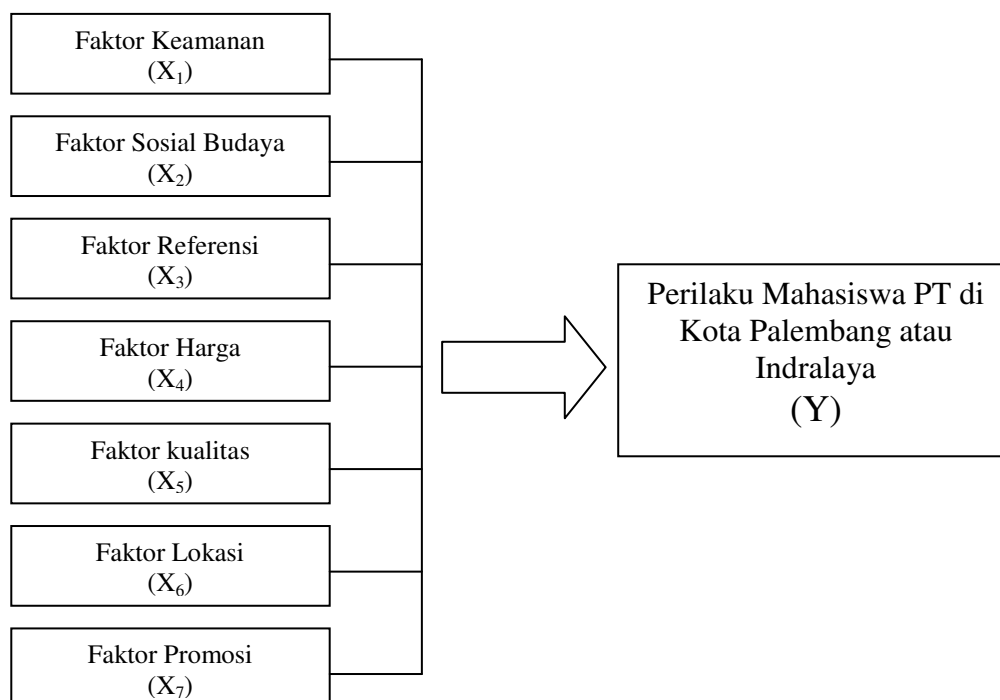 Faktor Keamanan
(X₁)
Faktor Sosial Budaya
(X₂)
Faktor Referensi
(X₃)
Faktor Harga
(X₄)
Faktor kualitas
(X₅)
Faktor Lokasi
(X₆)
Faktor Promosi
(X₇)
Perilaku Mahasiswa PT di
Kota Palembang atau
Indralaya
(Y)